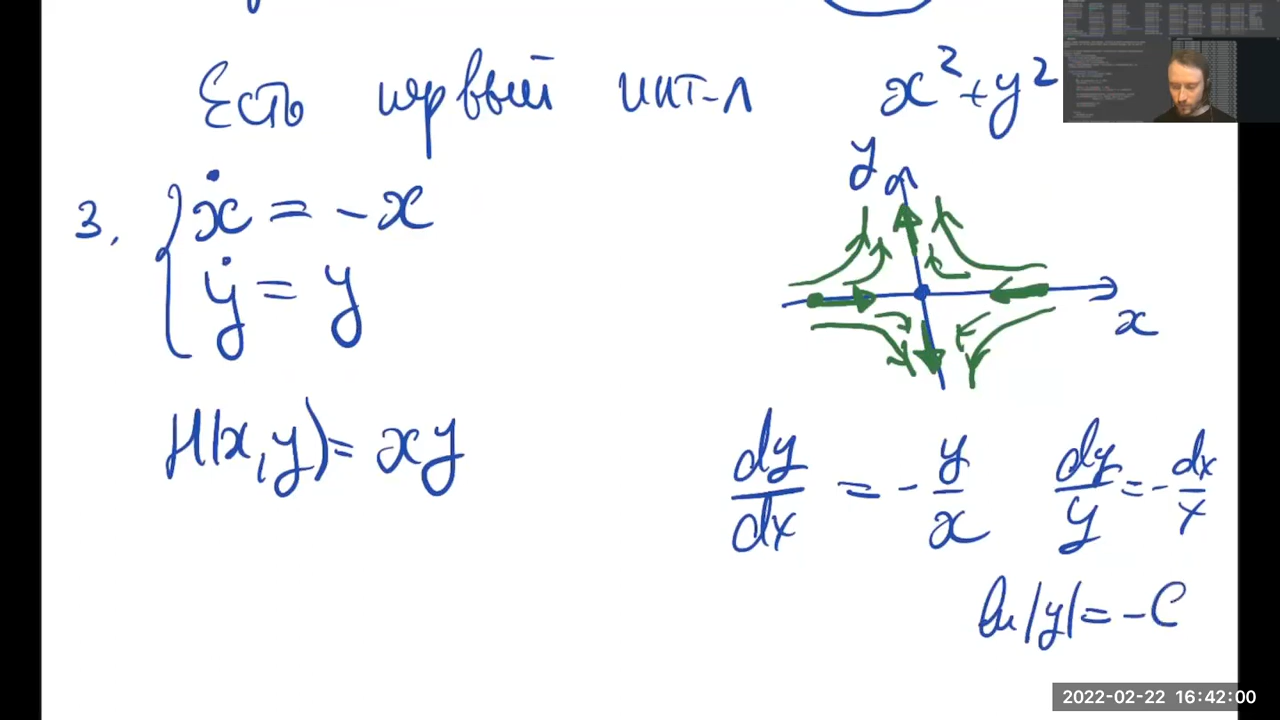 Есть первый инт-л x² + y²
3. { ẋ = -x
ẏ = y
y
x
H(x, y) = xy
dy/dx = - y/x dy/y = - dx/x
ln |y| = - C
2022-02-22 16:42:00